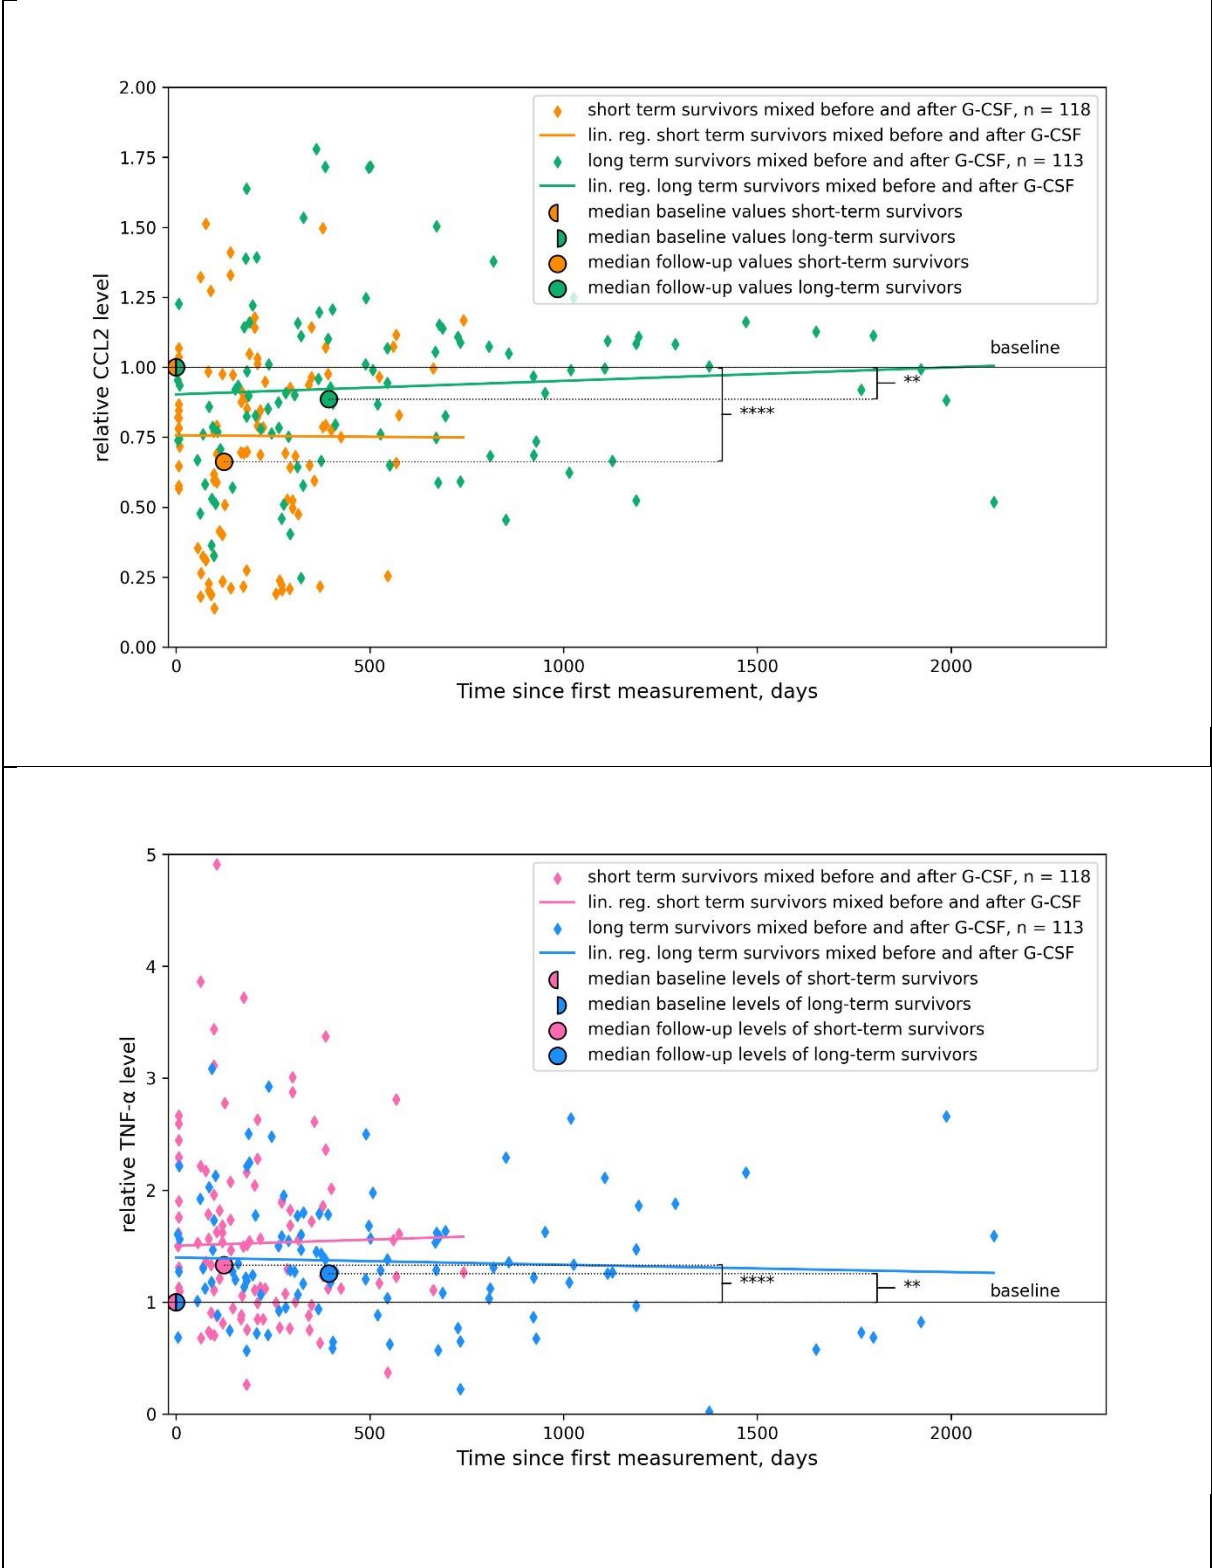 2.00
1.75
1.50
1.25
1.00
0.75
0.50
0.25
0.00
relative CCL2 level
short term survivors mixed before and after G-CSF, n = 118
lin. reg. short term survivors mixed before and after G-CSF
long term survivors mixed before and after G-CSF, n = 113
lin. reg. long term survivors mixed before and after G-CSF
median baseline values short-term survivors
median baseline values long-term survivors
median follow-up values short-term survivors
median follow-up values long-term survivors
baseline
**
****
0 500 1000 1500 2000
Time since first measurement, days
5
4
3
2
1
0
relative TNF-α level
short term survivors mixed before and after G-CSF, n = 118
lin. reg. short term survivors mixed before and after G-CSF
long term survivors mixed before and after G-CSF, n = 113
lin. reg. long term survivors mixed before and after G-CSF
median baseline levels of short-term survivors
median baseline levels of long-term survivors
median follow-up levels of short-term survivors
median follow-up levels of long-term survivors
****
**
baseline
0 500 1000 1500 2000
Time since first measurement, days